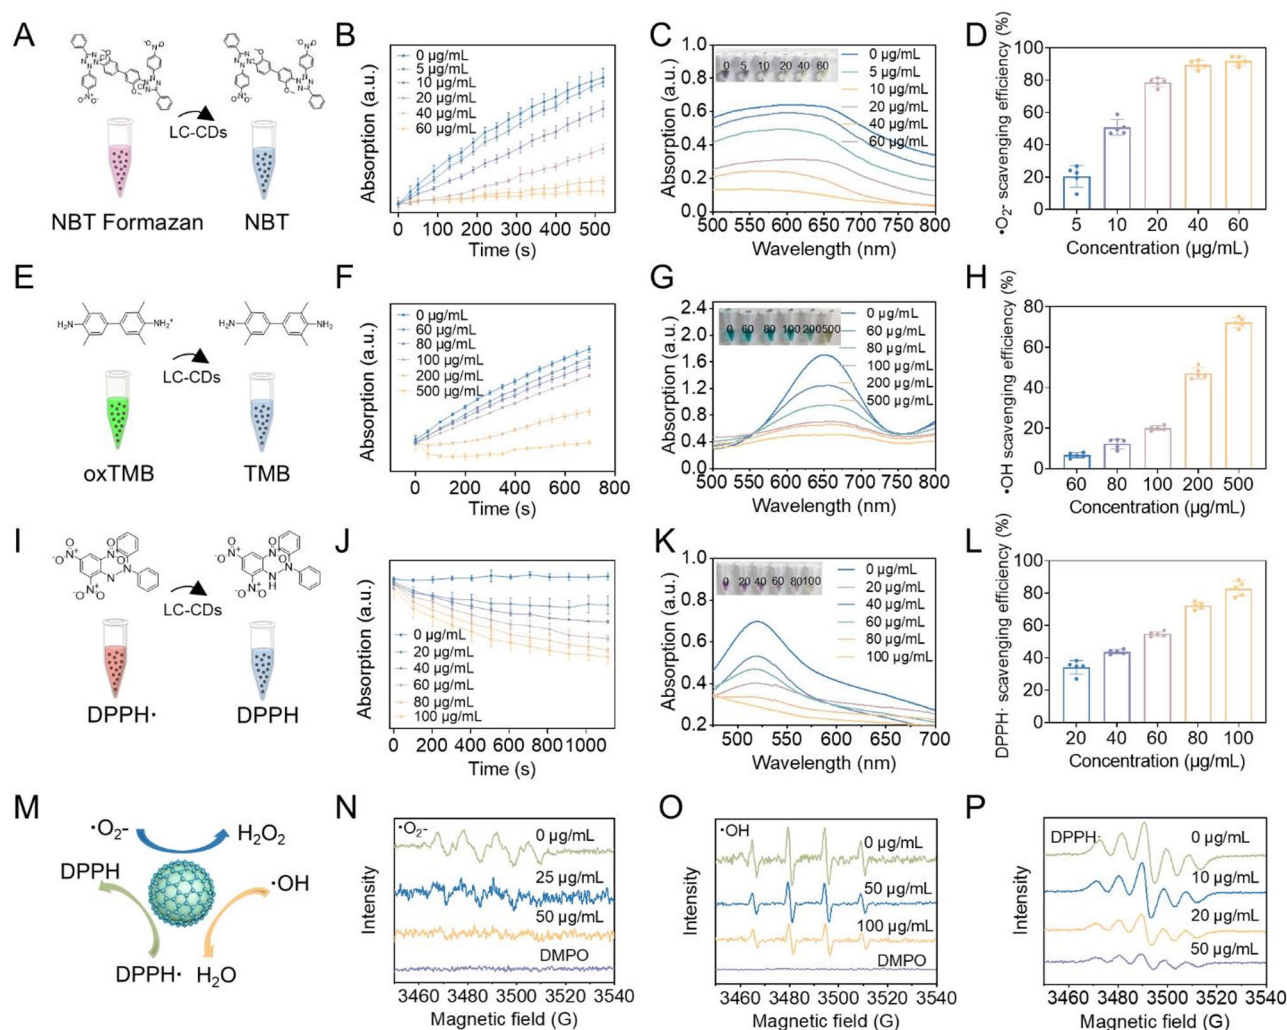 A
LC-CDs
NBT Formazan
NBT
B
Absorption (a.u.)
0 µg/mL
5 µg/mL
10 µg/mL
20 µg/mL
40 µg/mL
60 µg/mL
0 100 200 300 400 500
Time (s)
C
Absorption (a.u.)
1.0
0.8
0.6
0.4
0.2
0.0
0 5 10 20 40 60
0 µg/mL
5 µg/mL
10 µg/mL
20 µg/mL
40 µg/mL
60 µg/mL
500 550 600 650 700 750 800
Wavelength (nm)
D
•O₂- scavenging efficiency (%)
100
80
60
40
20
0
5 10 20 40 60
Concentration (µg/mL)
E
H₂N
NH₂⁺
H₂N
NH₂
LC-CDs
oxTMB
TMB
F
Absorption (a.u.)
0 µg/mL
60 µg/mL
80 µg/mL
100 µg/mL
200 µg/mL
500 µg/mL
0 200 400 600 800
Time (s)
G
Absorption (a.u.)
2.4
2.0
1.6
1.2
0.8
0.4
0.0
0 60 80 100 200 500
0 µg/mL
60 µg/mL
80 µg/mL
100 µg/mL
200 µg/mL
500 µg/mL
500 550 600 650 700 750 800
Wavelength (nm)
H
•OH scavenging efficiency (%)
80
60
40
20
0
60 80 100 200 500
Concentration (µg/mL)
I
LC-CDs
DPPH·
DPPH
J
Absorption (a.u.)
0 µg/mL
20 µg/mL
40 µg/mL
60 µg/mL
80 µg/mL
100 µg/mL
0 200 400 600 800 1000
Time (s)
K
Absorption (a.u.)
1.0
0.8
0.6
0.4
0.2
0 20 40 60 80 100
0 µg/mL
20 µg/mL
40 µg/mL
60 µg/mL
80 µg/mL
100 µg/mL
500 550 600 650 700
Wavelength (nm)
L
DPPH· scavenging efficiency (%)
100
80
60
40
20
0
20 40 60 80 100
Concentration (µg/mL)
M
·O₂-
H₂O₂
DPPH
·OH
DPPH·
H₂O
N
Intensity
·O₂-
0 µg/mL
25 µg/mL
50 µg/mL
DMPO
3460 3480 3500 3520 3540
Magnetic field (G)
O
Intensity
·OH
0 µg/mL
50 µg/mL
100 µg/mL
DMPO
3460 3480 3500 3520 3540
Magnetic field (G)
P
Intensity
DPPH·
0 µg/mL
10 µg/mL
20 µg/mL
50 µg/mL
3460 3480 3500 3520 3540
Magnetic field (G)